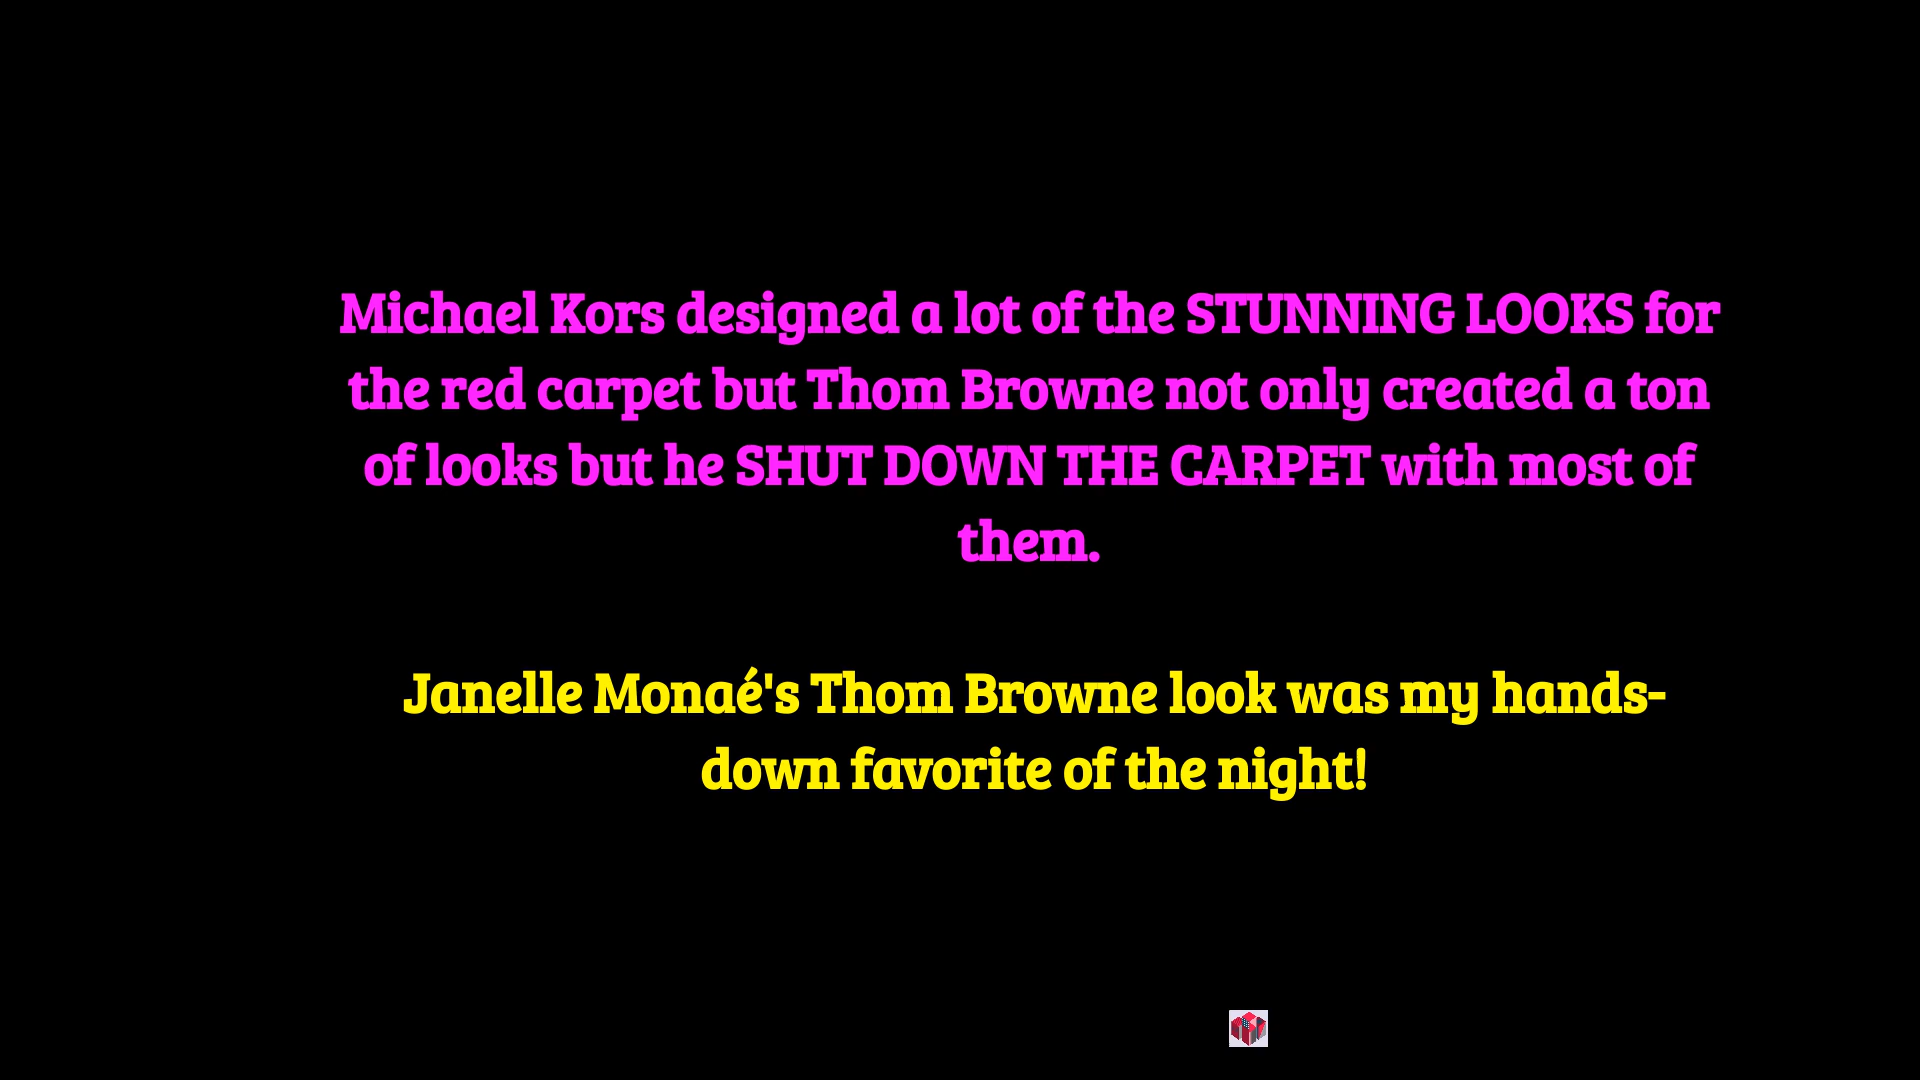 Michael Kors designed a lot of the STUNNING LOOKS for
the red carpet but Thom Browne not only created a ton
of looks but he SHUT DOWN THE CARPET with most of
them.
Janelle Monaé's Thom Browne look was my hands-
down favorite of the night!